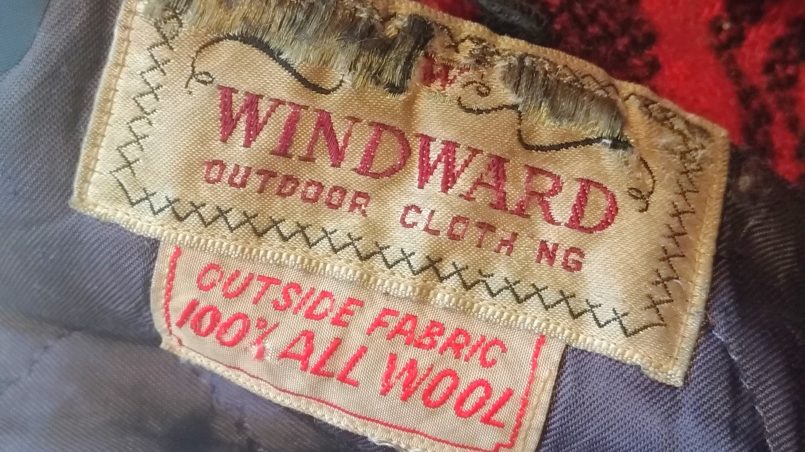 W
WINDWARD
OUTDOOR CLOTH NG
OUTSIDE FABRIC
100% ALL WOOL